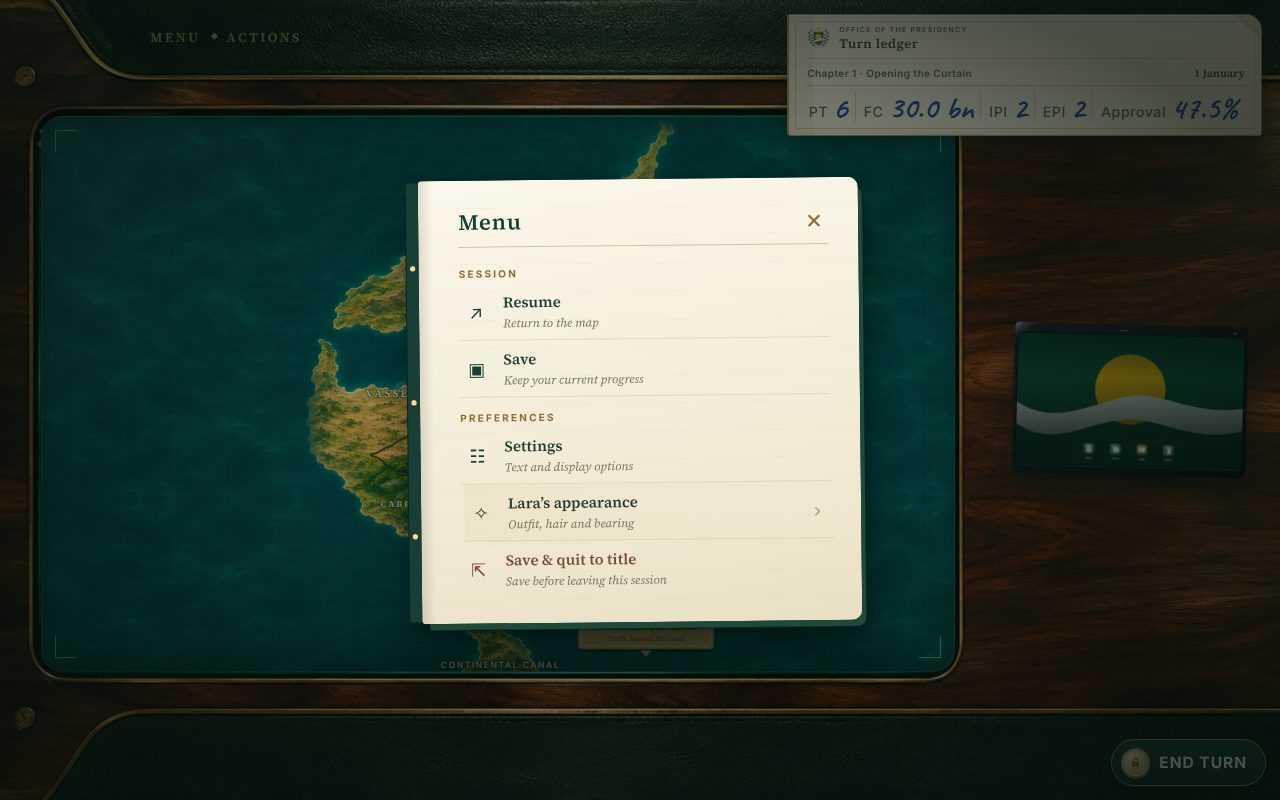 MENU ◆ ACTIONS
OFFICE OF THE PRESIDENCY
Turn ledger
Chapter 1 · Opening the Curtain
1 January
PT 6 FC 30.0 bn IPI 2 EPI 2 Approval 47.5%
Menu
SESSION
Resume
Return to the map
Save
Keep your current progress
PREFERENCES
Settings
Text and display options
Lara’s appearance
Outfit, hair and bearing
Save & quit to title
Save before leaving this session
South, beyond the canal
CONTINENTAL CANAL
END TURN